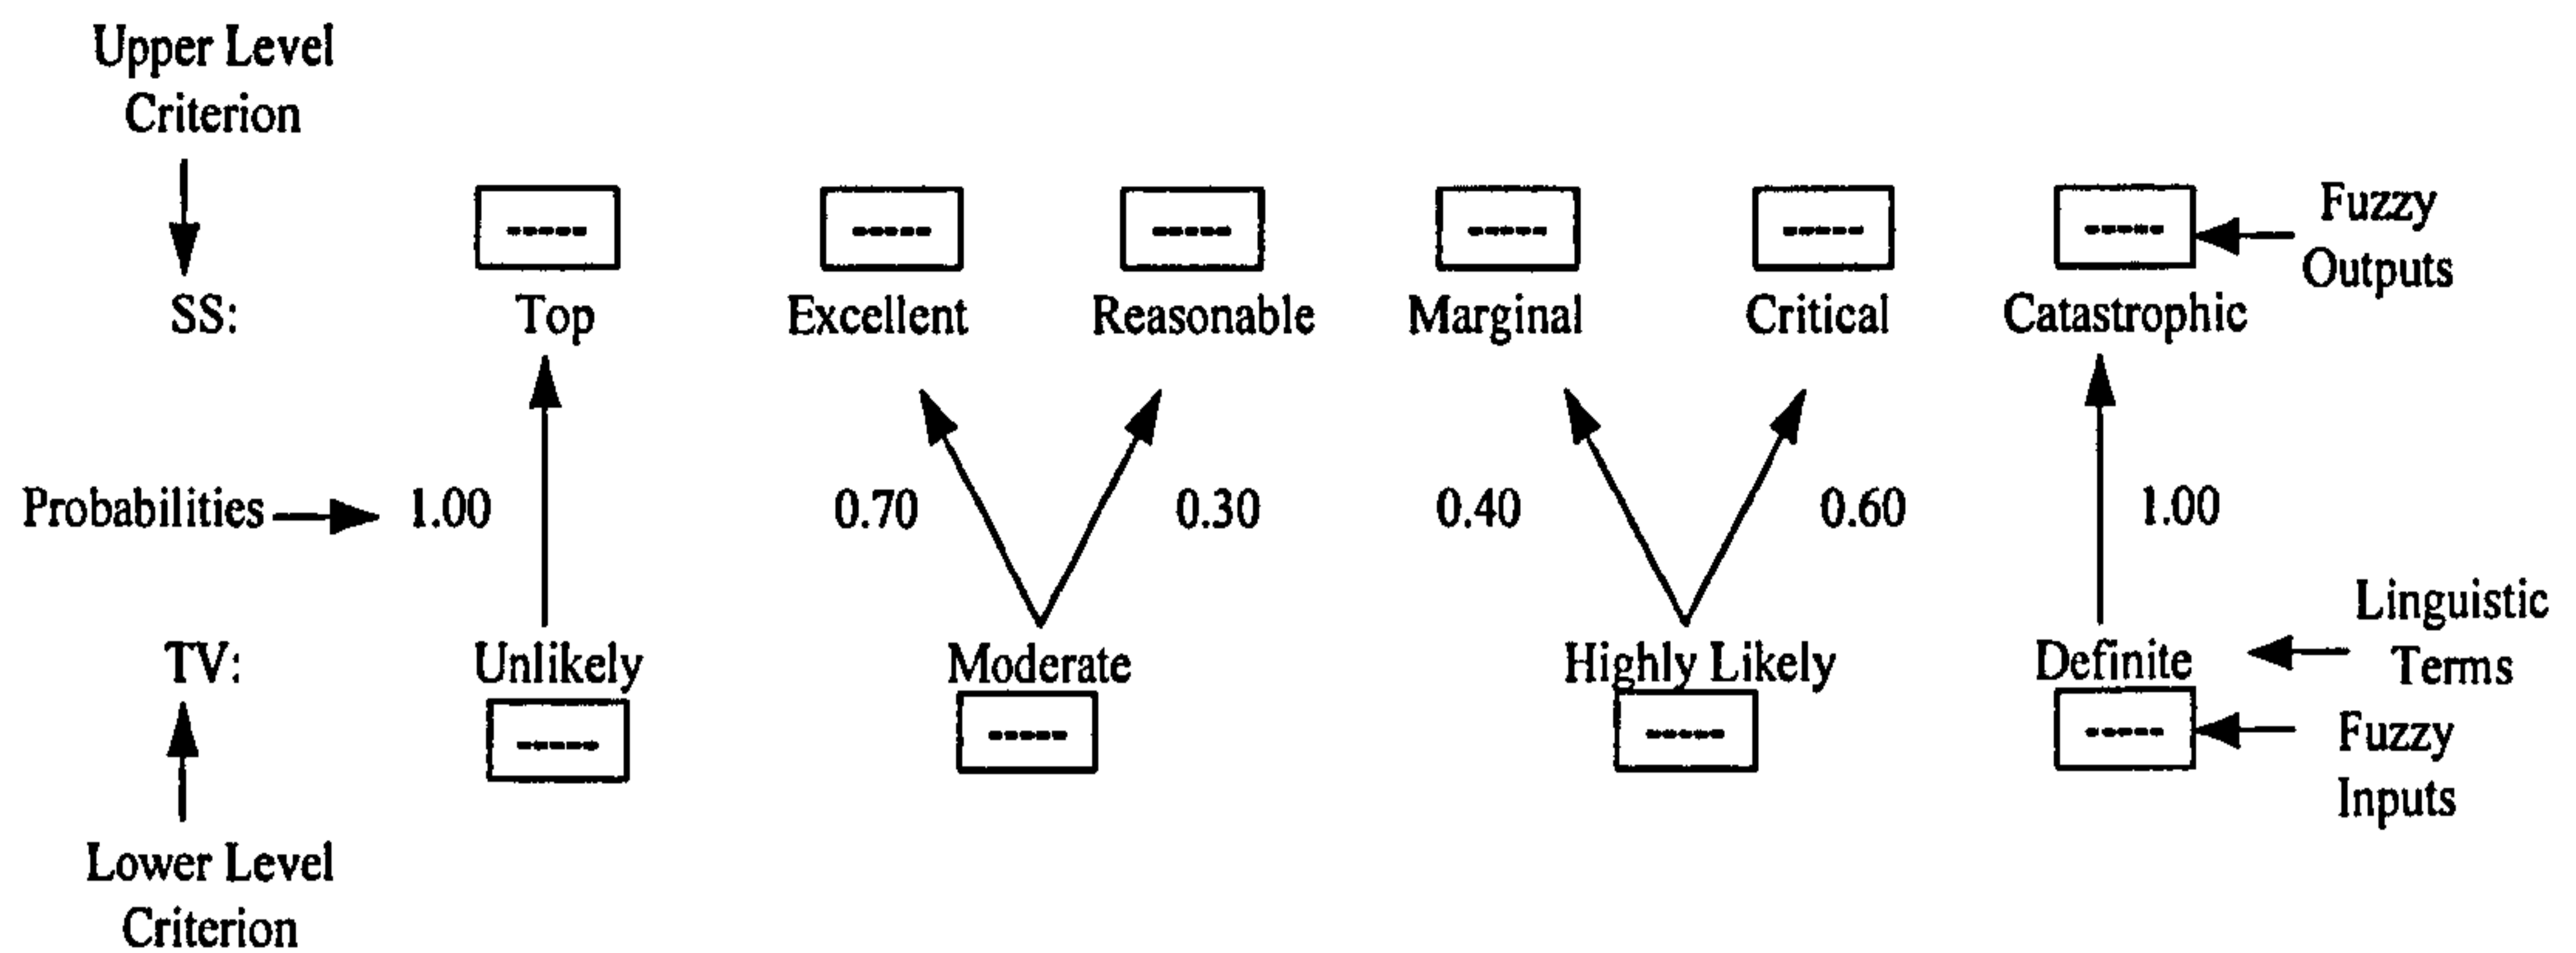 Upper Level
Criterion
----- ----- ----- ----- ----- -----
Fuzzy
Outputs
SS: Top Excellent Reasonable Marginal Critical Catastrophic
Probabilities 1.00 0.70 0.30 0.40 0.60 1.00
Linguistic
Terms
TV: Unlikely Moderate Highly Likely Definite
----- ----- ----- -----
Fuzzy
Inputs
Lower Level
Criterion